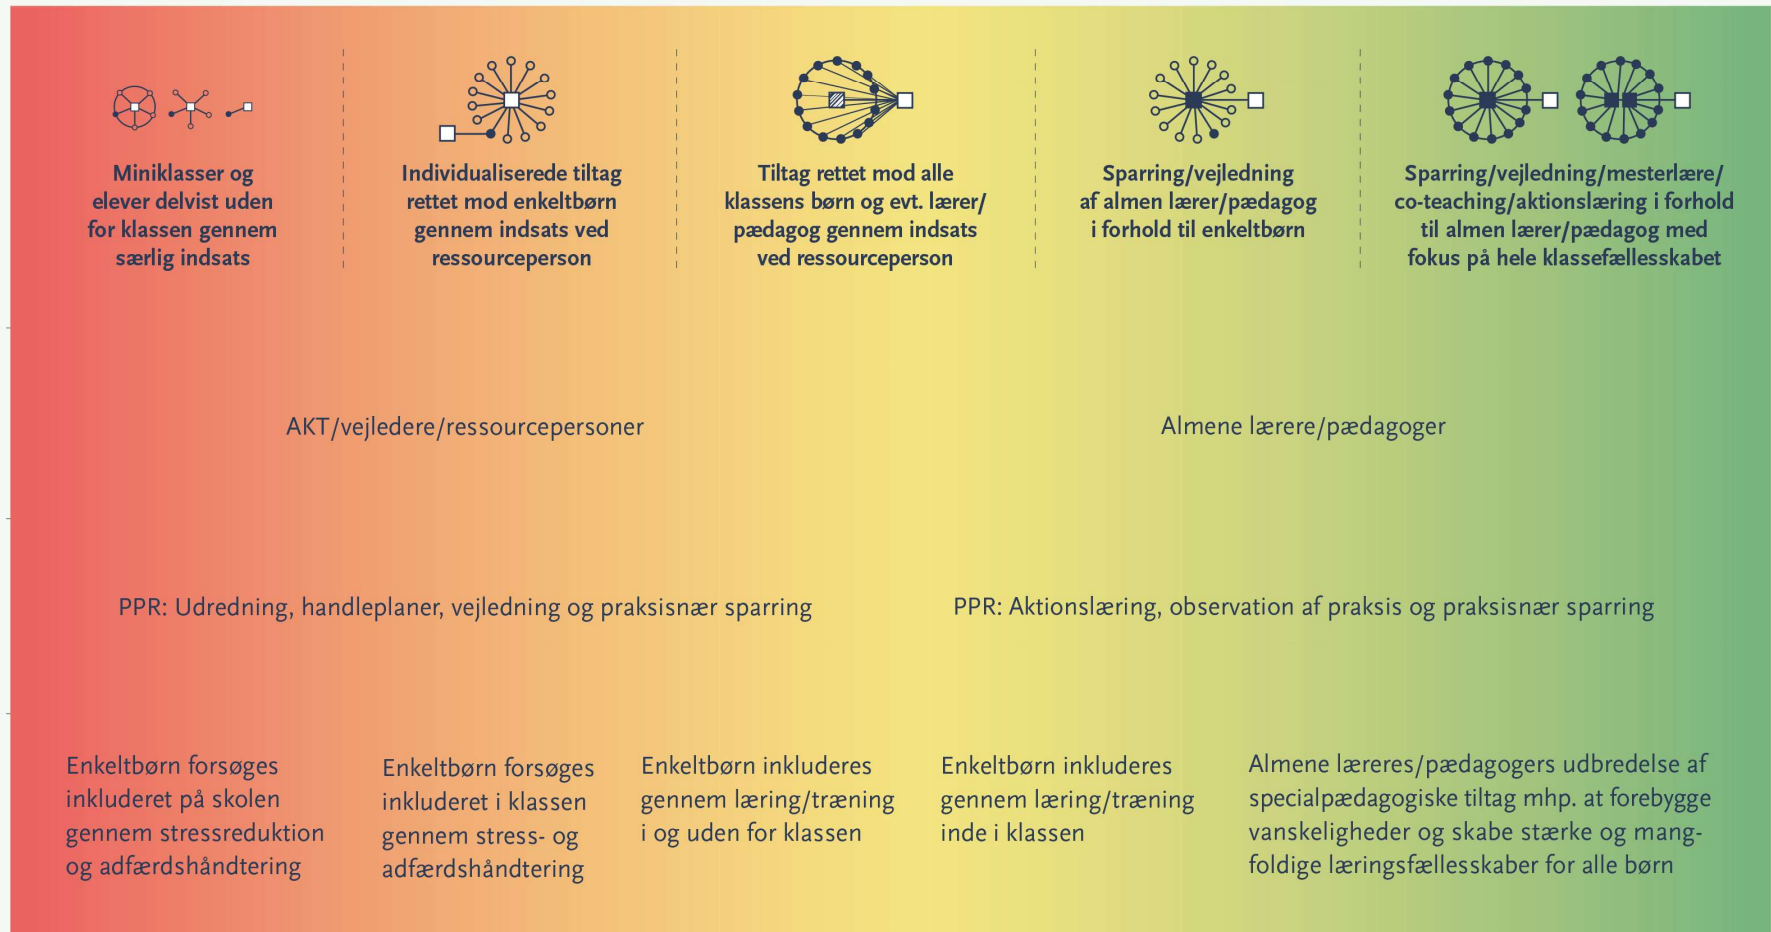 Miniklasser og
elever delvist uden
for klassen gennem
særlig indsats
Individualiserede tiltag
rettet mod enkeltbørn
gennem indsats ved
ressourceperson
Tiltag rettet mod alle
klassens børn og evt. lærer/
pædagog gennem indsats
ved ressourceperson
Sparring/vejledning
af almen lærer/pædagog
i forhold til enkeltbørn
Sparring/vejledning/mesterlære/
co-teaching/aktionslæring i forhold
til almen lærer/pædagog med
fokus på hele klassefællesskabet
AKT/vejledere/ressourcepersoner
Almene lærere/pædagoger
PPR: Udredning, handleplaner, vejledning og praksisnær sparring
PPR: Aktionslæring, observation af praksis og praksisnær sparring
Enkeltbørn forsøges
inkluderet på skolen
gennem stressreduktion
og adfærdshåndtering
Enkeltbørn forsøges
inkluderet i klassen
gennem stress- og
adfærdshåndtering
Enkeltbørn inkluderes
gennem læring/træning
i og uden for klassen
Enkeltbørn inkluderes
gennem læring/træning
inde i klassen
Almene læreres/pædagogers udbredelse af
specialpædagogiske tiltag mhp. at forebygge
vanskeligheder og skabe stærke og mang-
foldige læringsfællesskaber for alle børn